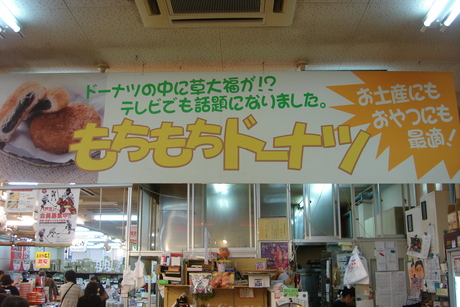 ドーナツの中に草大福が!?
テレビでも話題になりました。
もちもちドーナツ
お土産にも
おやつにも
最適!